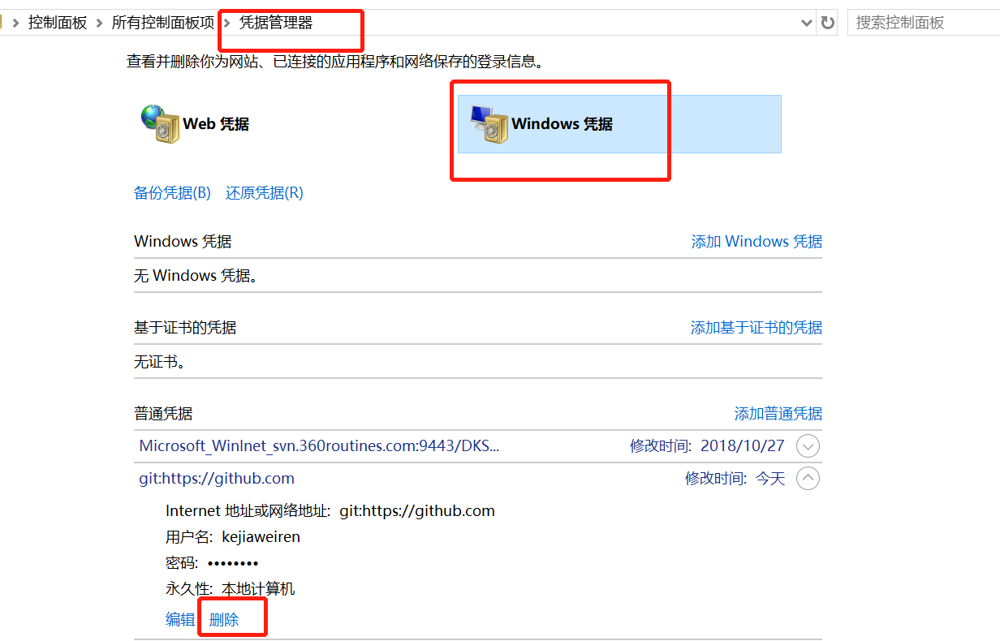 控制面板 所有控制面板项 凭据管理器 搜索控制面板
查看并删除你为网站、已连接的应用程序和网络保存的登录信息。
Web 凭据 Windows 凭据
备份凭据(B) 还原凭据(R)
Windows 凭据 添加 Windows 凭据
无 Windows 凭据。
基于证书的凭据 添加基于证书的凭据
无证书。
普通凭据 添加普通凭据
Microsoft_WinInet_svn.360routines.com:9443/DKS... 修改时间: 2018/10/27
git:https://github.com 修改时间: 今天
Internet 地址或网络地址: git:https://github.com
用户名: kejiaweiren
密码: ••••••••
永久性: 本地计算机
编辑 删除